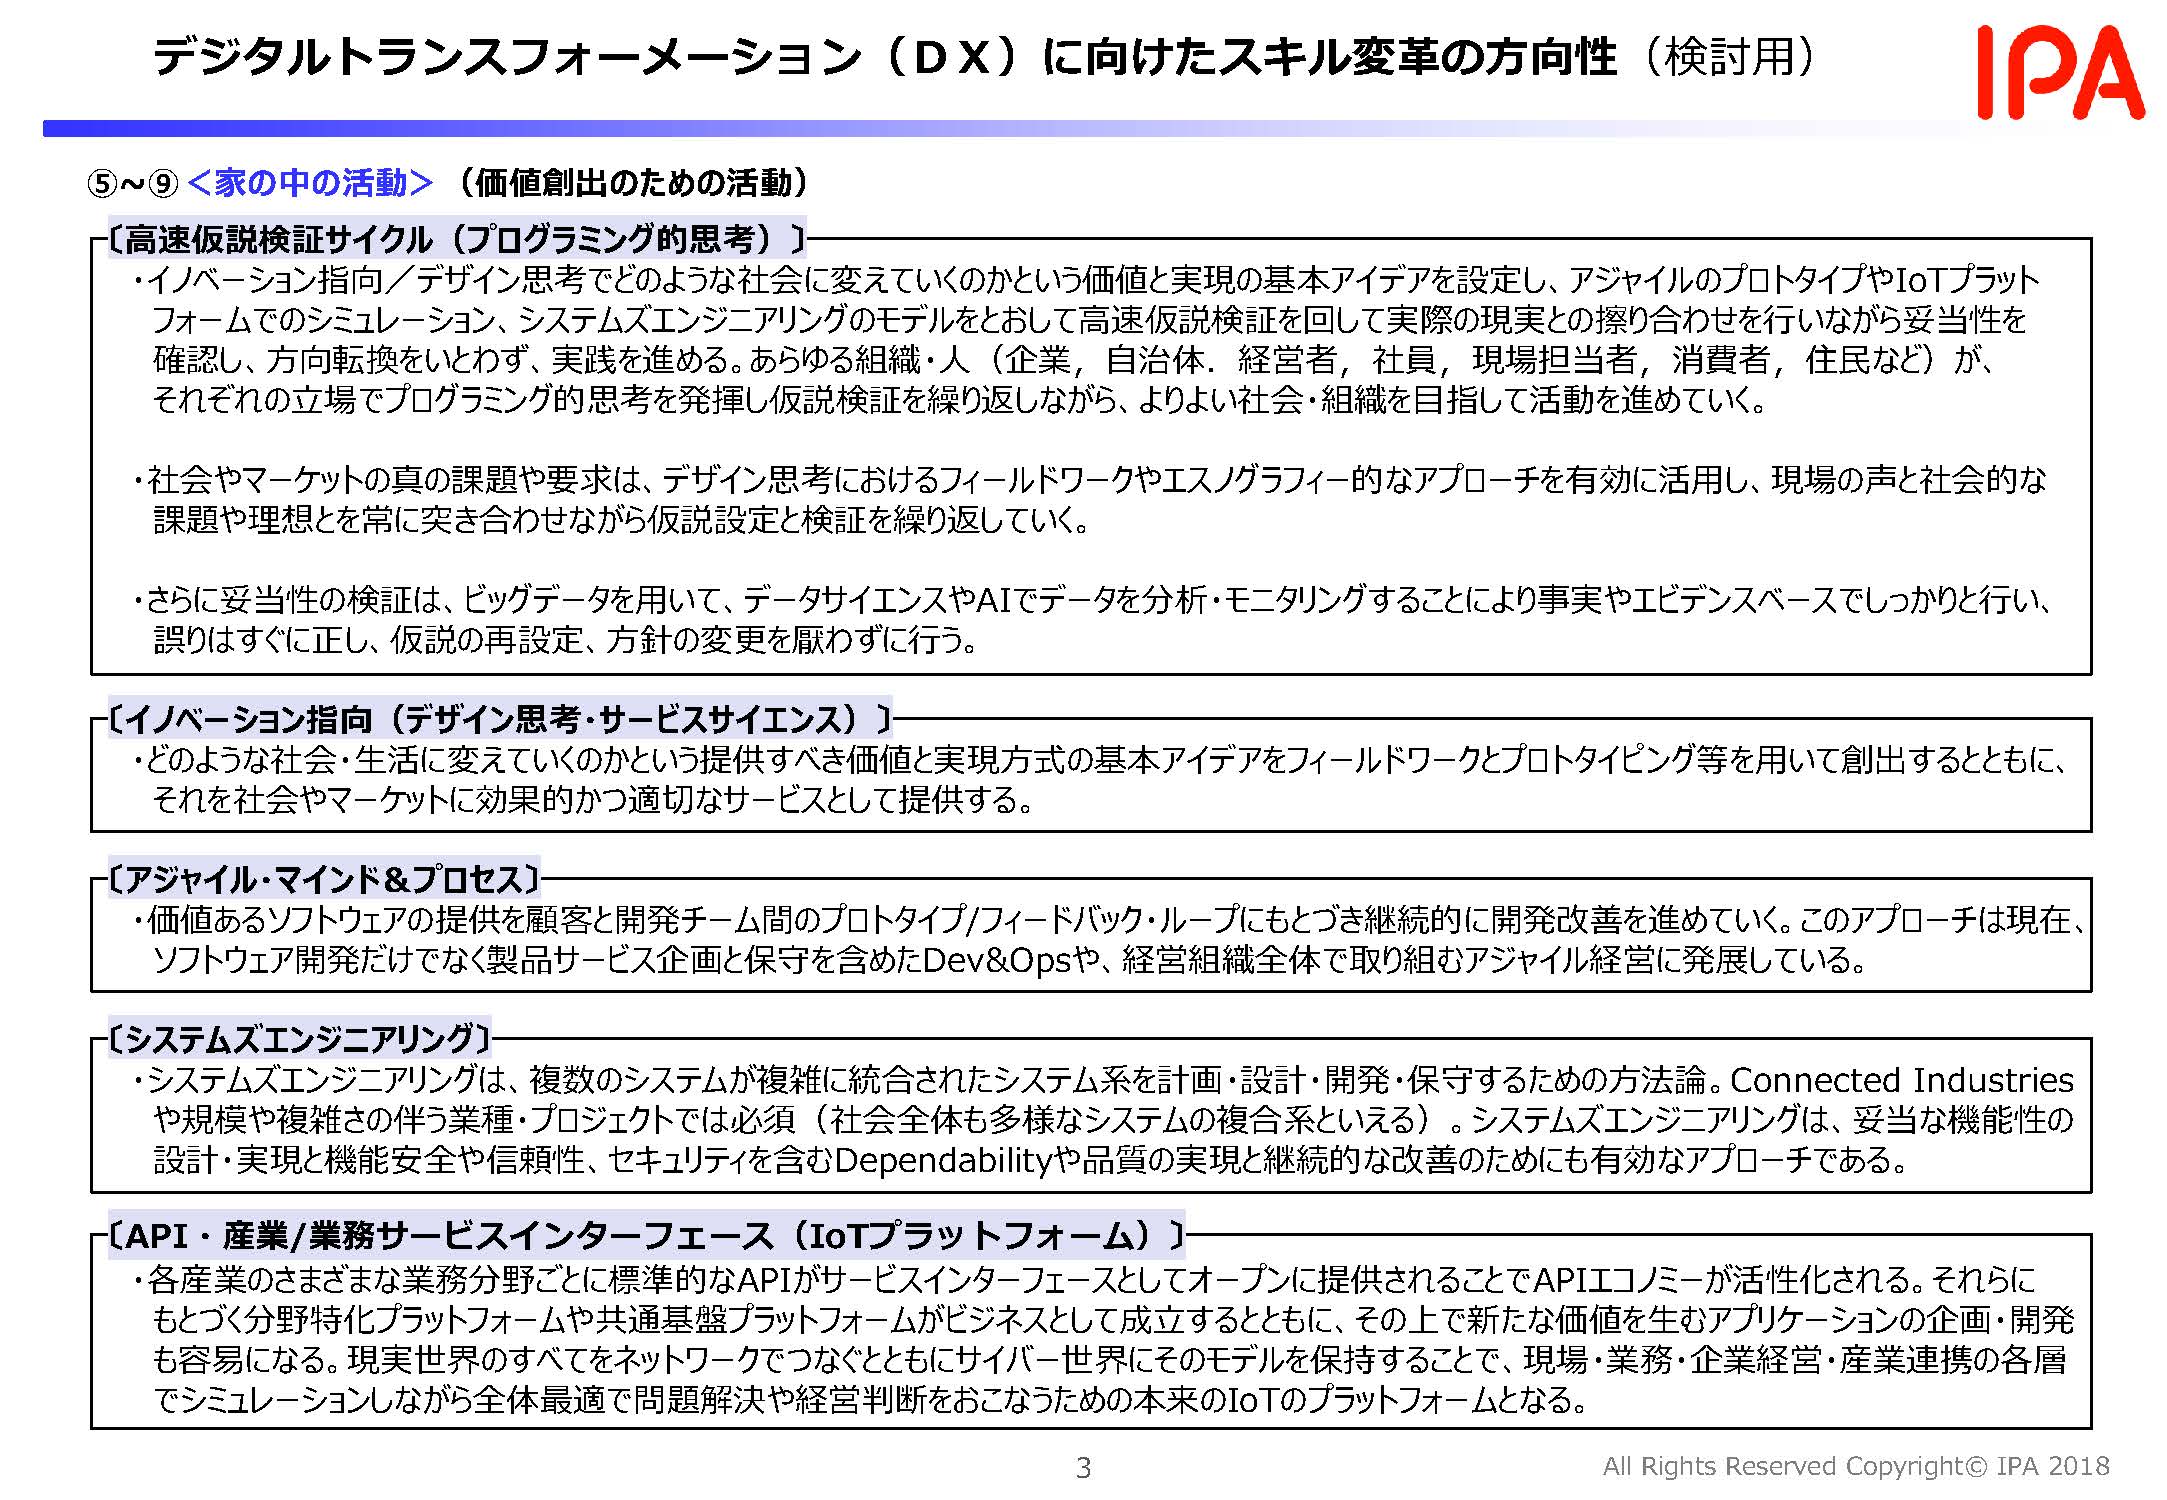 デジタルトランスフォーメーション（ＤＸ）に向けたスキル変革の方向性（検討用）
IPA
⑤~⑨＜家の中の活動＞（価値創出のための活動）
〔高速仮説検証サイクル（プログラミング的思考）〕
・イノベーション指向／デザイン思考でどのような社会に変えていくのかという価値と実現の基本アイデアを設定し、アジャイルのプロトタイプやIoTプラット
フォームでのシミュレーション、システムズエンジニアリングのモデルをとおして高速仮説検証を回して実際の現実との擦り合わせを行いながら妥当性を
確認し、方向転換をいとわず、実践を進める。あらゆる組織・人（企業，自治体．経営者，社員，現場担当者，消費者，住民など）が、
それぞれの立場でプログラミング的思考を発揮し仮説検証を繰り返しながら、よりよい社会・組織を目指して活動を進めていく。
・社会やマーケットの真の課題や要求は、デザイン思考におけるフィールドワークやエスノグラフィー的なアプローチを有効に活用し、現場の声と社会的な
課題や理想とを常に突き合わせながら仮説設定と検証を繰り返していく。
・さらに妥当性の検証は、ビッグデータを用いて、データサイエンスやAIでデータを分析・モニタリングすることにより事実やエビデンスベースでしっかりと行い、
誤りはすぐに正し、仮説の再設定、方針の変更を厭わずに行う。
〔イノベーション指向（デザイン思考・サービスサイエンス）〕
・どのような社会・生活に変えていくのかという提供すべき価値と実現方式の基本アイデアをフィールドワークとプロトタイピング等を用いて創出するとともに、
それを社会やマーケットに効果的かつ適切なサービスとして提供する。
〔アジャイル・マインド＆プロセス〕
・価値あるソフトウェアの提供を顧客と開発チーム間のプロトタイプ/フィードバック・ループにもとづき継続的に開発改善を進めていく。このアプローチは現在、
ソフトウェア開発だけでなく製品サービス企画と保守を含めたDev&Opsや、経営組織全体で取り組むアジャイル経営に発展している。
〔システムズエンジニアリング〕
・システムズエンジニアリングは、複数のシステムが複雑に統合されたシステム系を計画・設計・開発・保守するための方法論。Connected Industries
や規模や複雑さの伴う業種・プロジェクトでは必須（社会全体も多様なシステムの複合系といえる）。システムズエンジニアリングは、妥当な機能性の
設計・実現と機能安全や信頼性、セキュリティを含むDependabilityや品質の実現と継続的な改善のためにも有効なアプローチである。
〔API・産業/業務サービスインターフェース（IoTプラットフォーム）〕
・各産業のさまざまな業務分野ごとに標準的なAPIがサービスインターフェースとしてオープンに提供されることでAPIエコノミーが活性化される。それらに
もとづく分野特化プラットフォームや共通基盤プラットフォームがビジネスとして成立するとともに、その上で新たな価値を生むアプリケーションの企画・開発
も容易になる。現実世界のすべてをネットワークでつなぐとともにサイバー世界にそのモデルを保持することで、現場・業務・企業経営・産業連携の各層
でシミュレーションしながら全体最適で問題解決や経営判断をおこなうための本来のIoTのプラットフォームとなる。
3
All Rights Reserved Copyright© IPA 2018